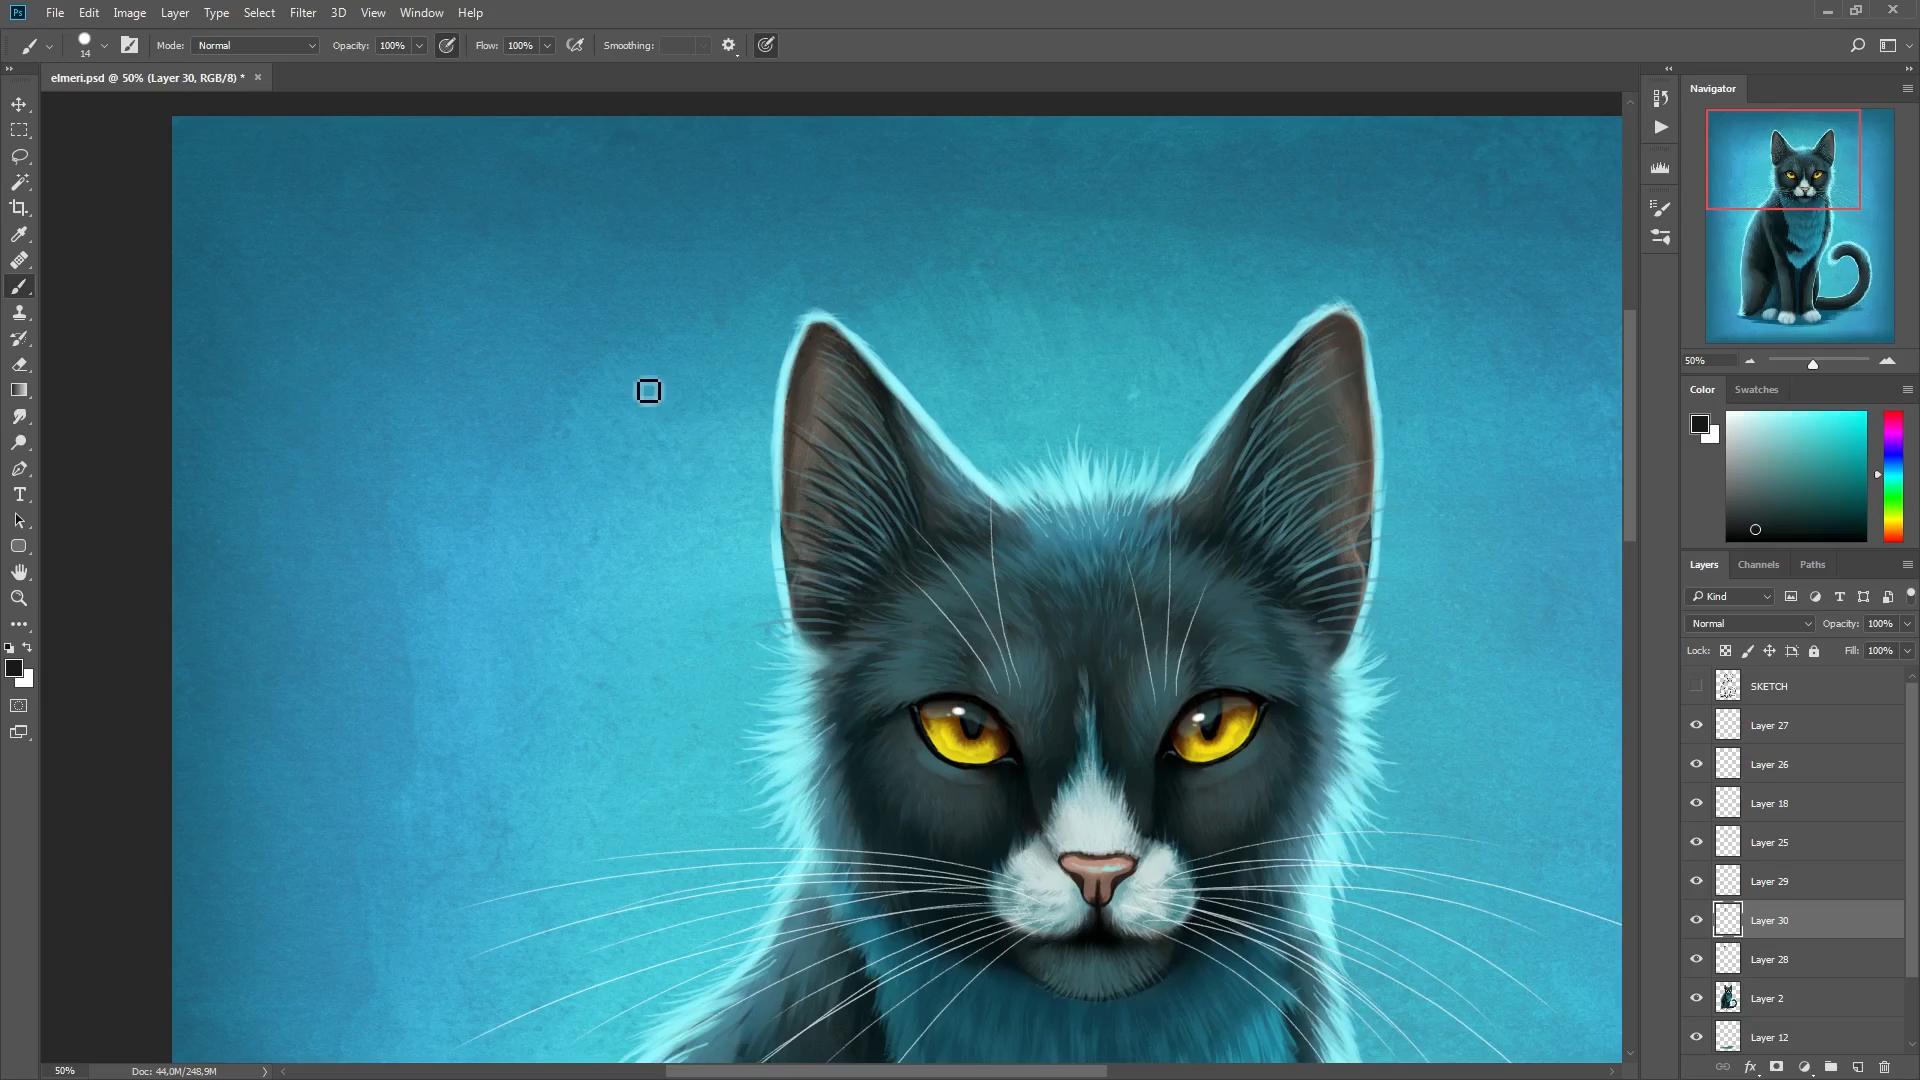 Ps File Edit Image Layer Type Select Filter 3D View Window Help
14 Mode: Normal Opacity: 100% Flow: 100% Smoothing:
elmeri.psd @ 50% (Layer 30, RGB/8) *
Navigator
50%
Color Swatches
Layers Channels Paths
Kind
Normal Opacity: 100%
Lock: Fill: 100%
SKETCH
Layer 27
Layer 26
Layer 18
Layer 25
Layer 29
Layer 30
Layer 28
Layer 2
Layer 12
50% Doc: 44,0M/248,9M
fx